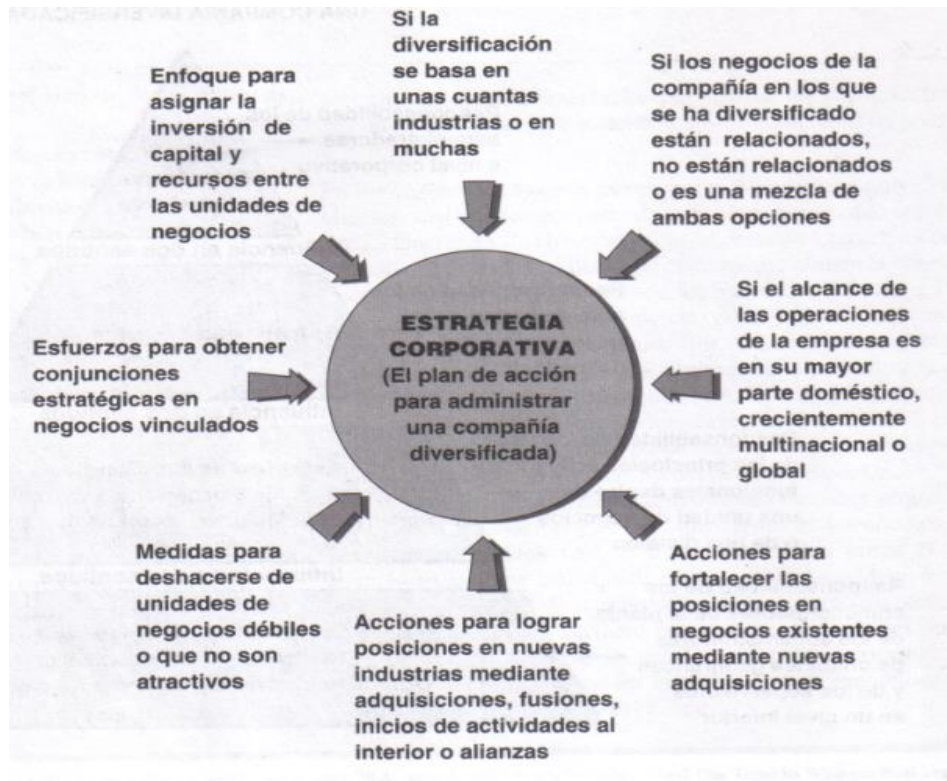 Si la
diversificación
se basa en
unas cuantas
industrias o en
muchas
Si los negocios de la
compañía en los que
se ha diversificado
están relacionados,
no están relacionados
o es una mezcla de
ambas opciones
Si el alcance de
las operaciones
de la empresa es
en su mayor
parte doméstico,
crecientemente
multinacional o
global
Acciones para
fortalecer las
posiciones en
negocios existentes
mediante nuevas
adquisiciones
Acciones para lograr
posiciones en nuevas
industrias mediante
adquisiciones, fusiones,
inicios de actividades al
interior o alianzas
Medidas para
deshacerse de
unidades de
negocios débiles
o que no son
atractivos
Esfuerzos para obtener
conjunciones
estratégicas en
negocios vinculados
Enfoque para
asignar la
inversión de
capital y
recursos entre
las unidades de
negocios
ESTRATEGIA
CORPORATIVA
(El plan de acción
para administrar
una compañía
diversificada)